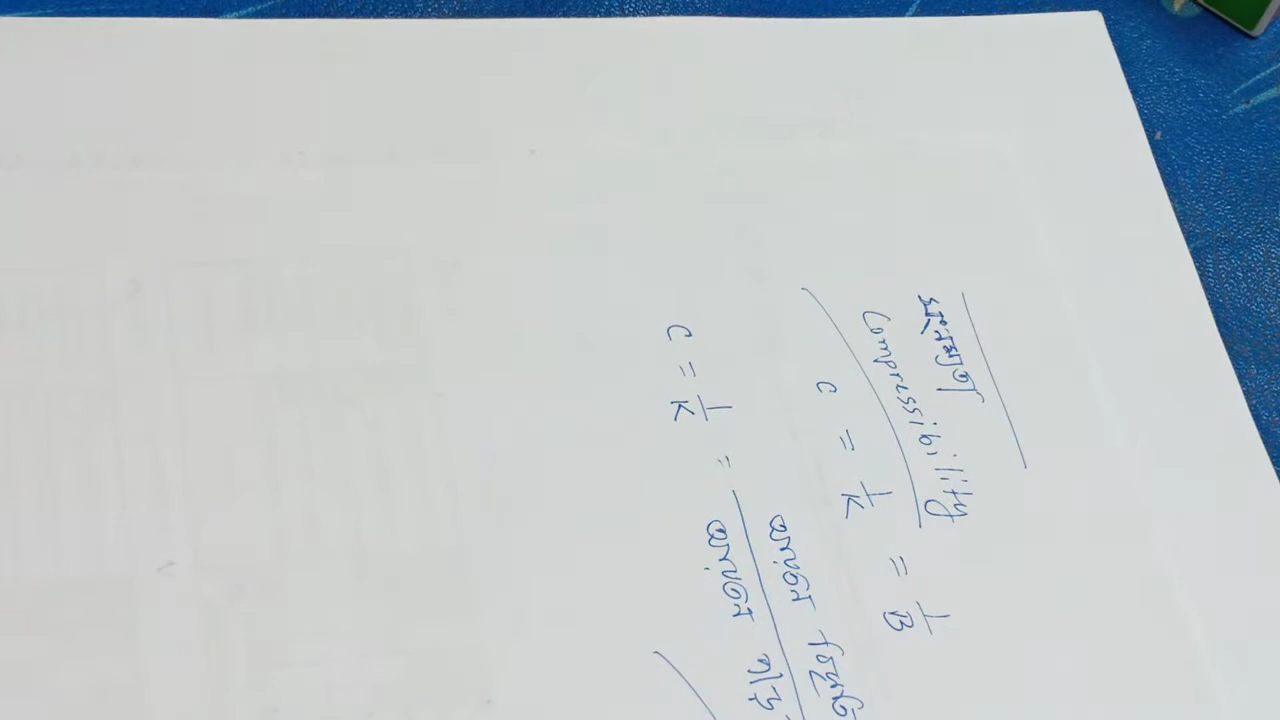 সংনম্যতা
Compressibility
C = 1/K = 1/B
C = 1/K = আয়তন বিকৃতি / আয়তন পীড়